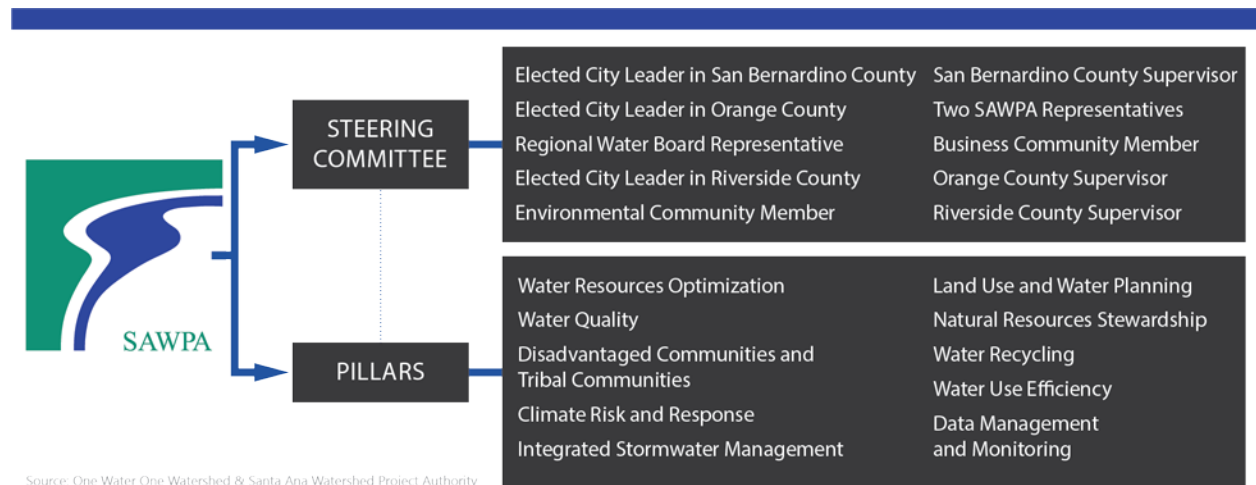 SAWPA
STEERING
COMMITTEE
Elected City Leader in San Bernardino County
Elected City Leader in Orange County
Regional Water Board Representative
Elected City Leader in Riverside County
Environmental Community Member
San Bernardino County Supervisor
Two SAWPA Representatives
Business Community Member
Orange County Supervisor
Riverside County Supervisor
PILLARS
Water Resources Optimization
Water Quality
Disadvantaged Communities and
Tribal Communities
Climate Risk and Response
Integrated Stormwater Management
Land Use and Water Planning
Natural Resources Stewardship
Water Recycling
Water Use Efficiency
Data Management
and Monitoring
Source: One Water One Watershed & Santa Ana Watershed Project Authority